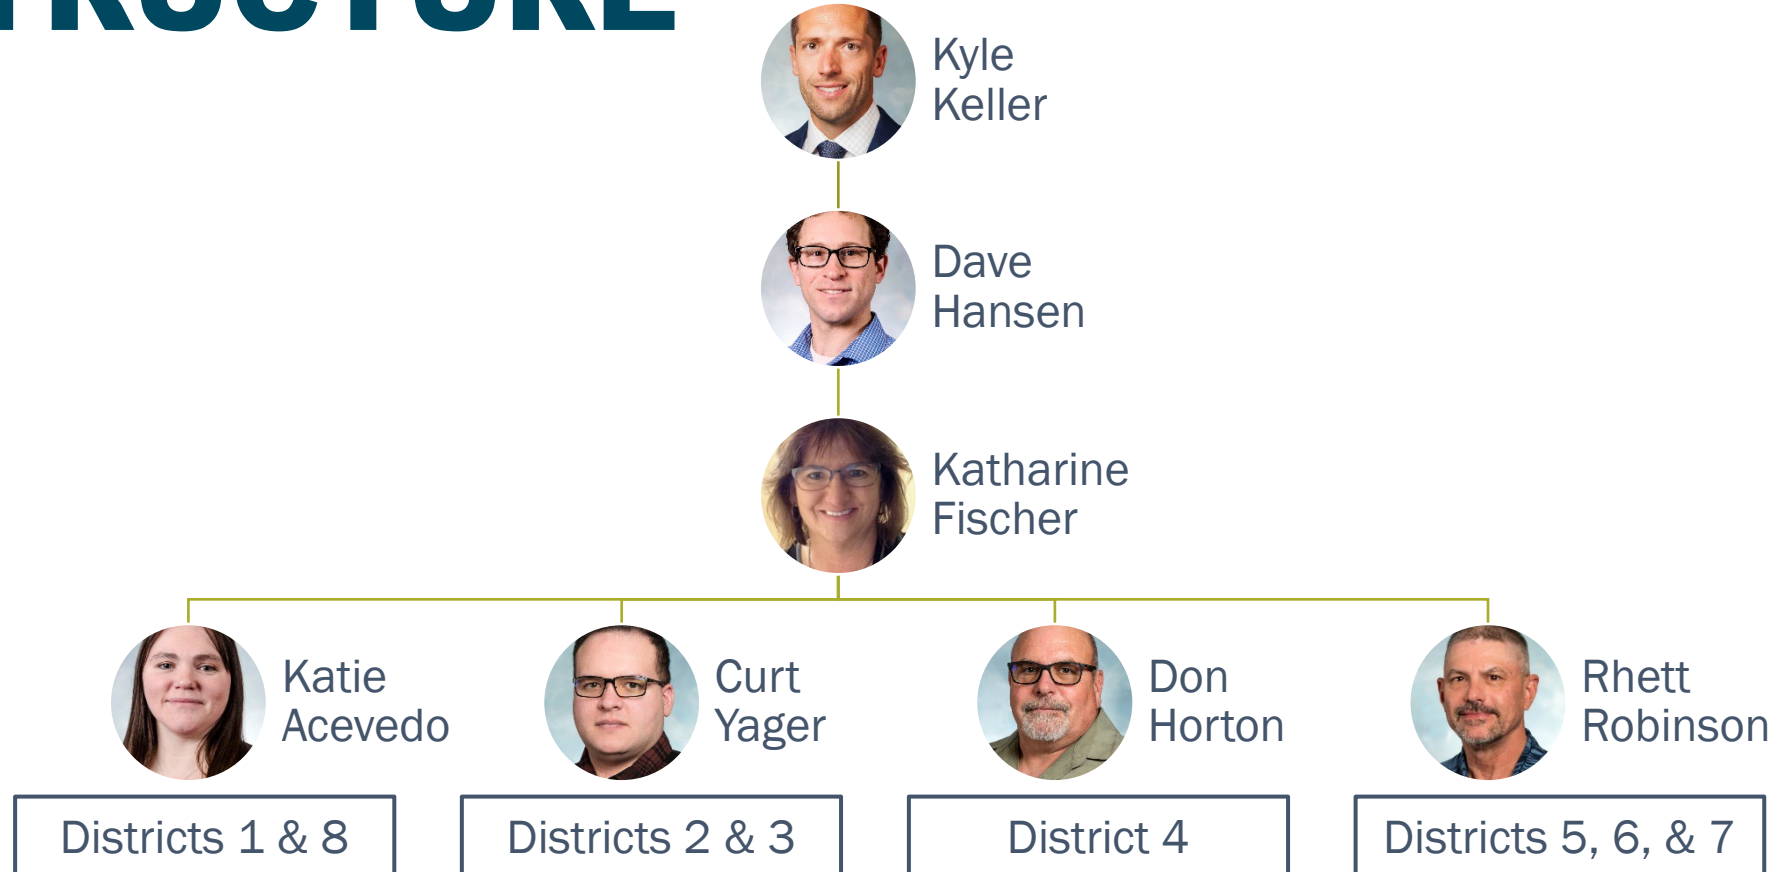 Kyle
Keller
Dave
Hansen
Katharine
Fischer
Katie
Acevedo
Curt
Yager
Don
Horton
Rhett
Robinson
Districts 1 & 8
Districts 2 & 3
District 4
Districts 5, 6, & 7